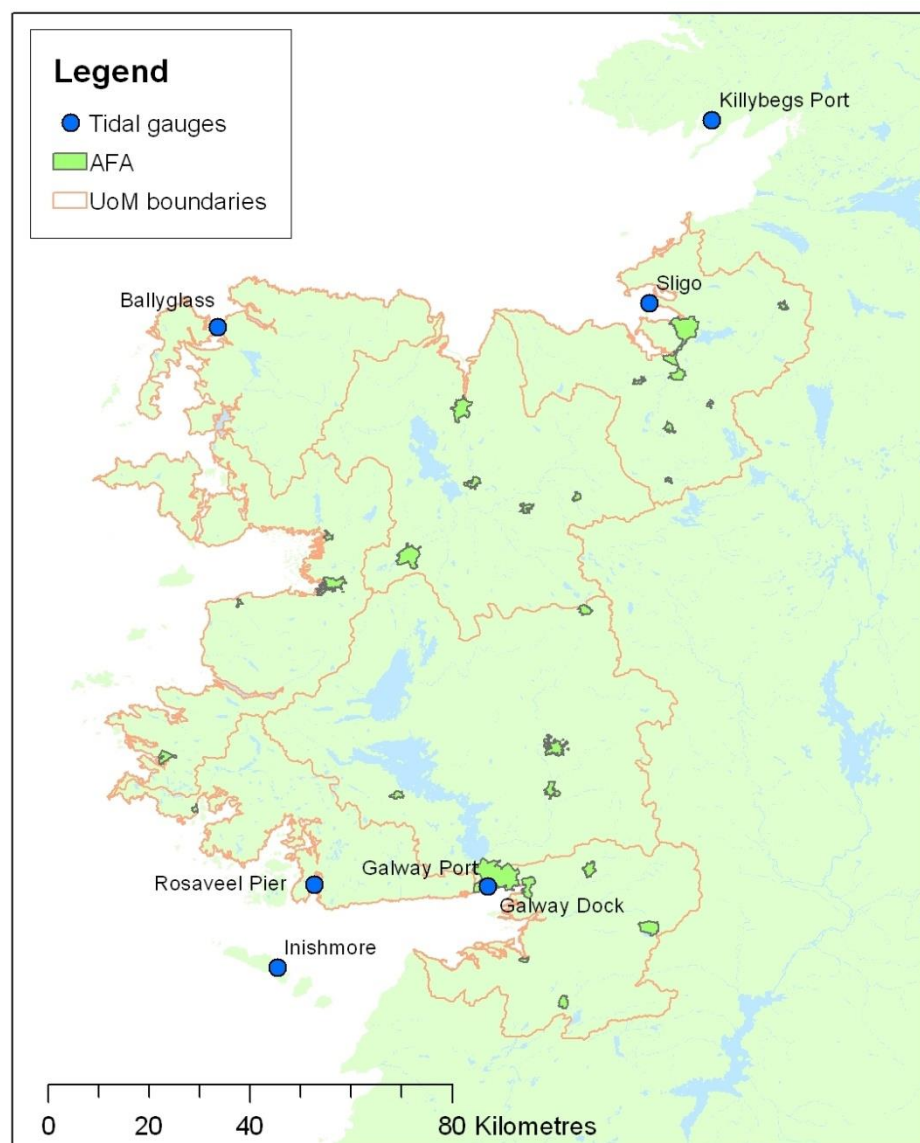 Legend
Tidal gauges
AFA
UoM boundaries
Killybegs Port
Sligo
Ballyglass
Galway Port
Rosaveel Pier
Galway Dock
Inishmore
0 20 40 80 Kilometres